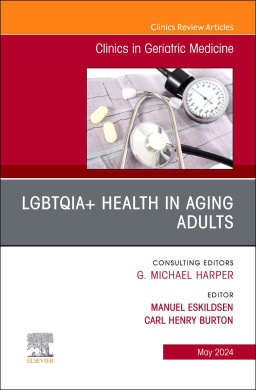 Clinics Review Articles
Clinics in Geriatric Medicine
LGBTQIA+ HEALTH IN AGING
ADULTS
CONSULTING EDITORS
G. MICHAEL HARPER
EDITOR
MANUEL ESKILDSEN
CARL HENRY BURTON
ELSEVIER
May 2024